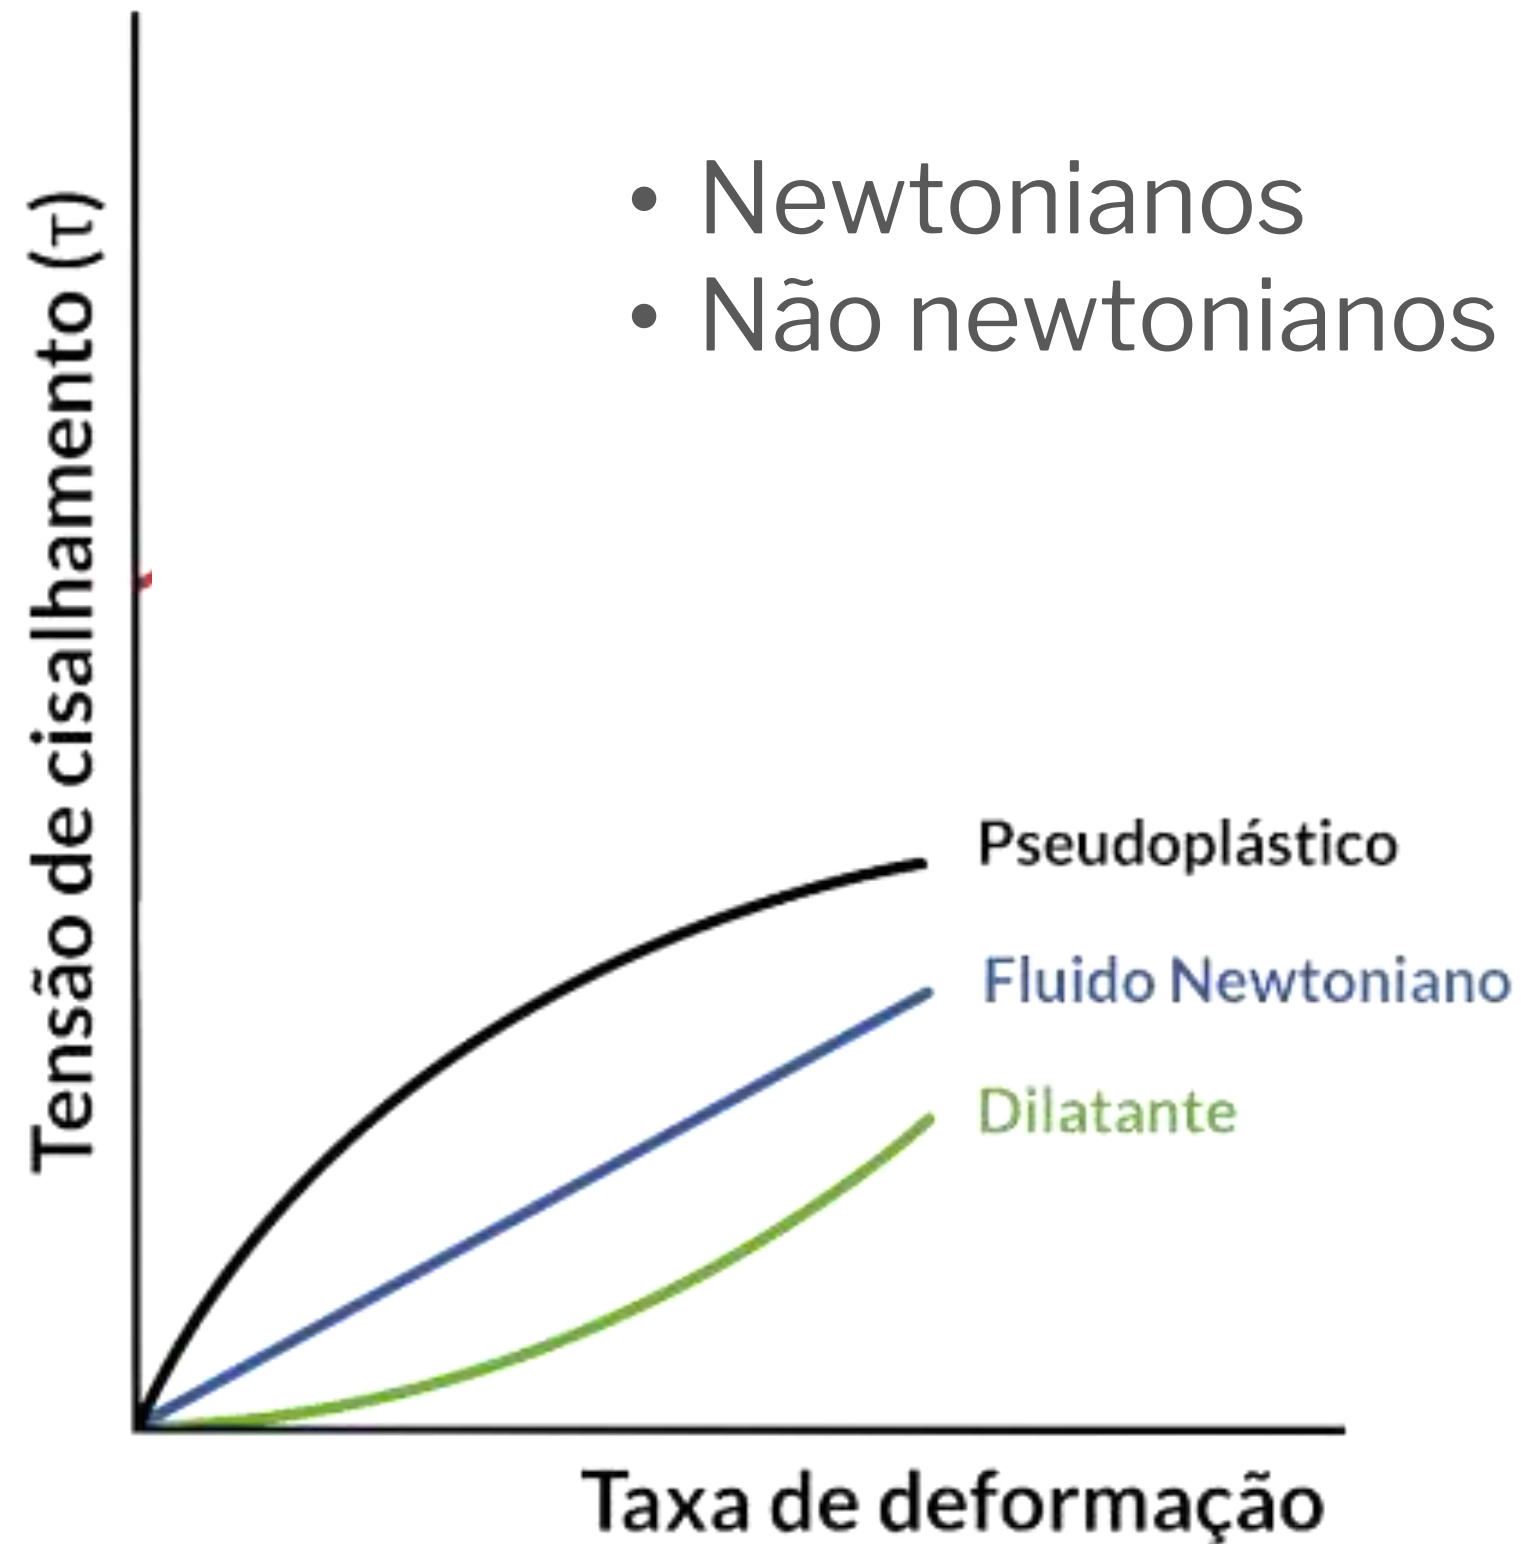 Tensão de cisalhamento (τ)
• Newtonianos
• Não newtonianos
Pseudoplástico
Fluido Newtoniano
Dilatante
Taxa de deformação